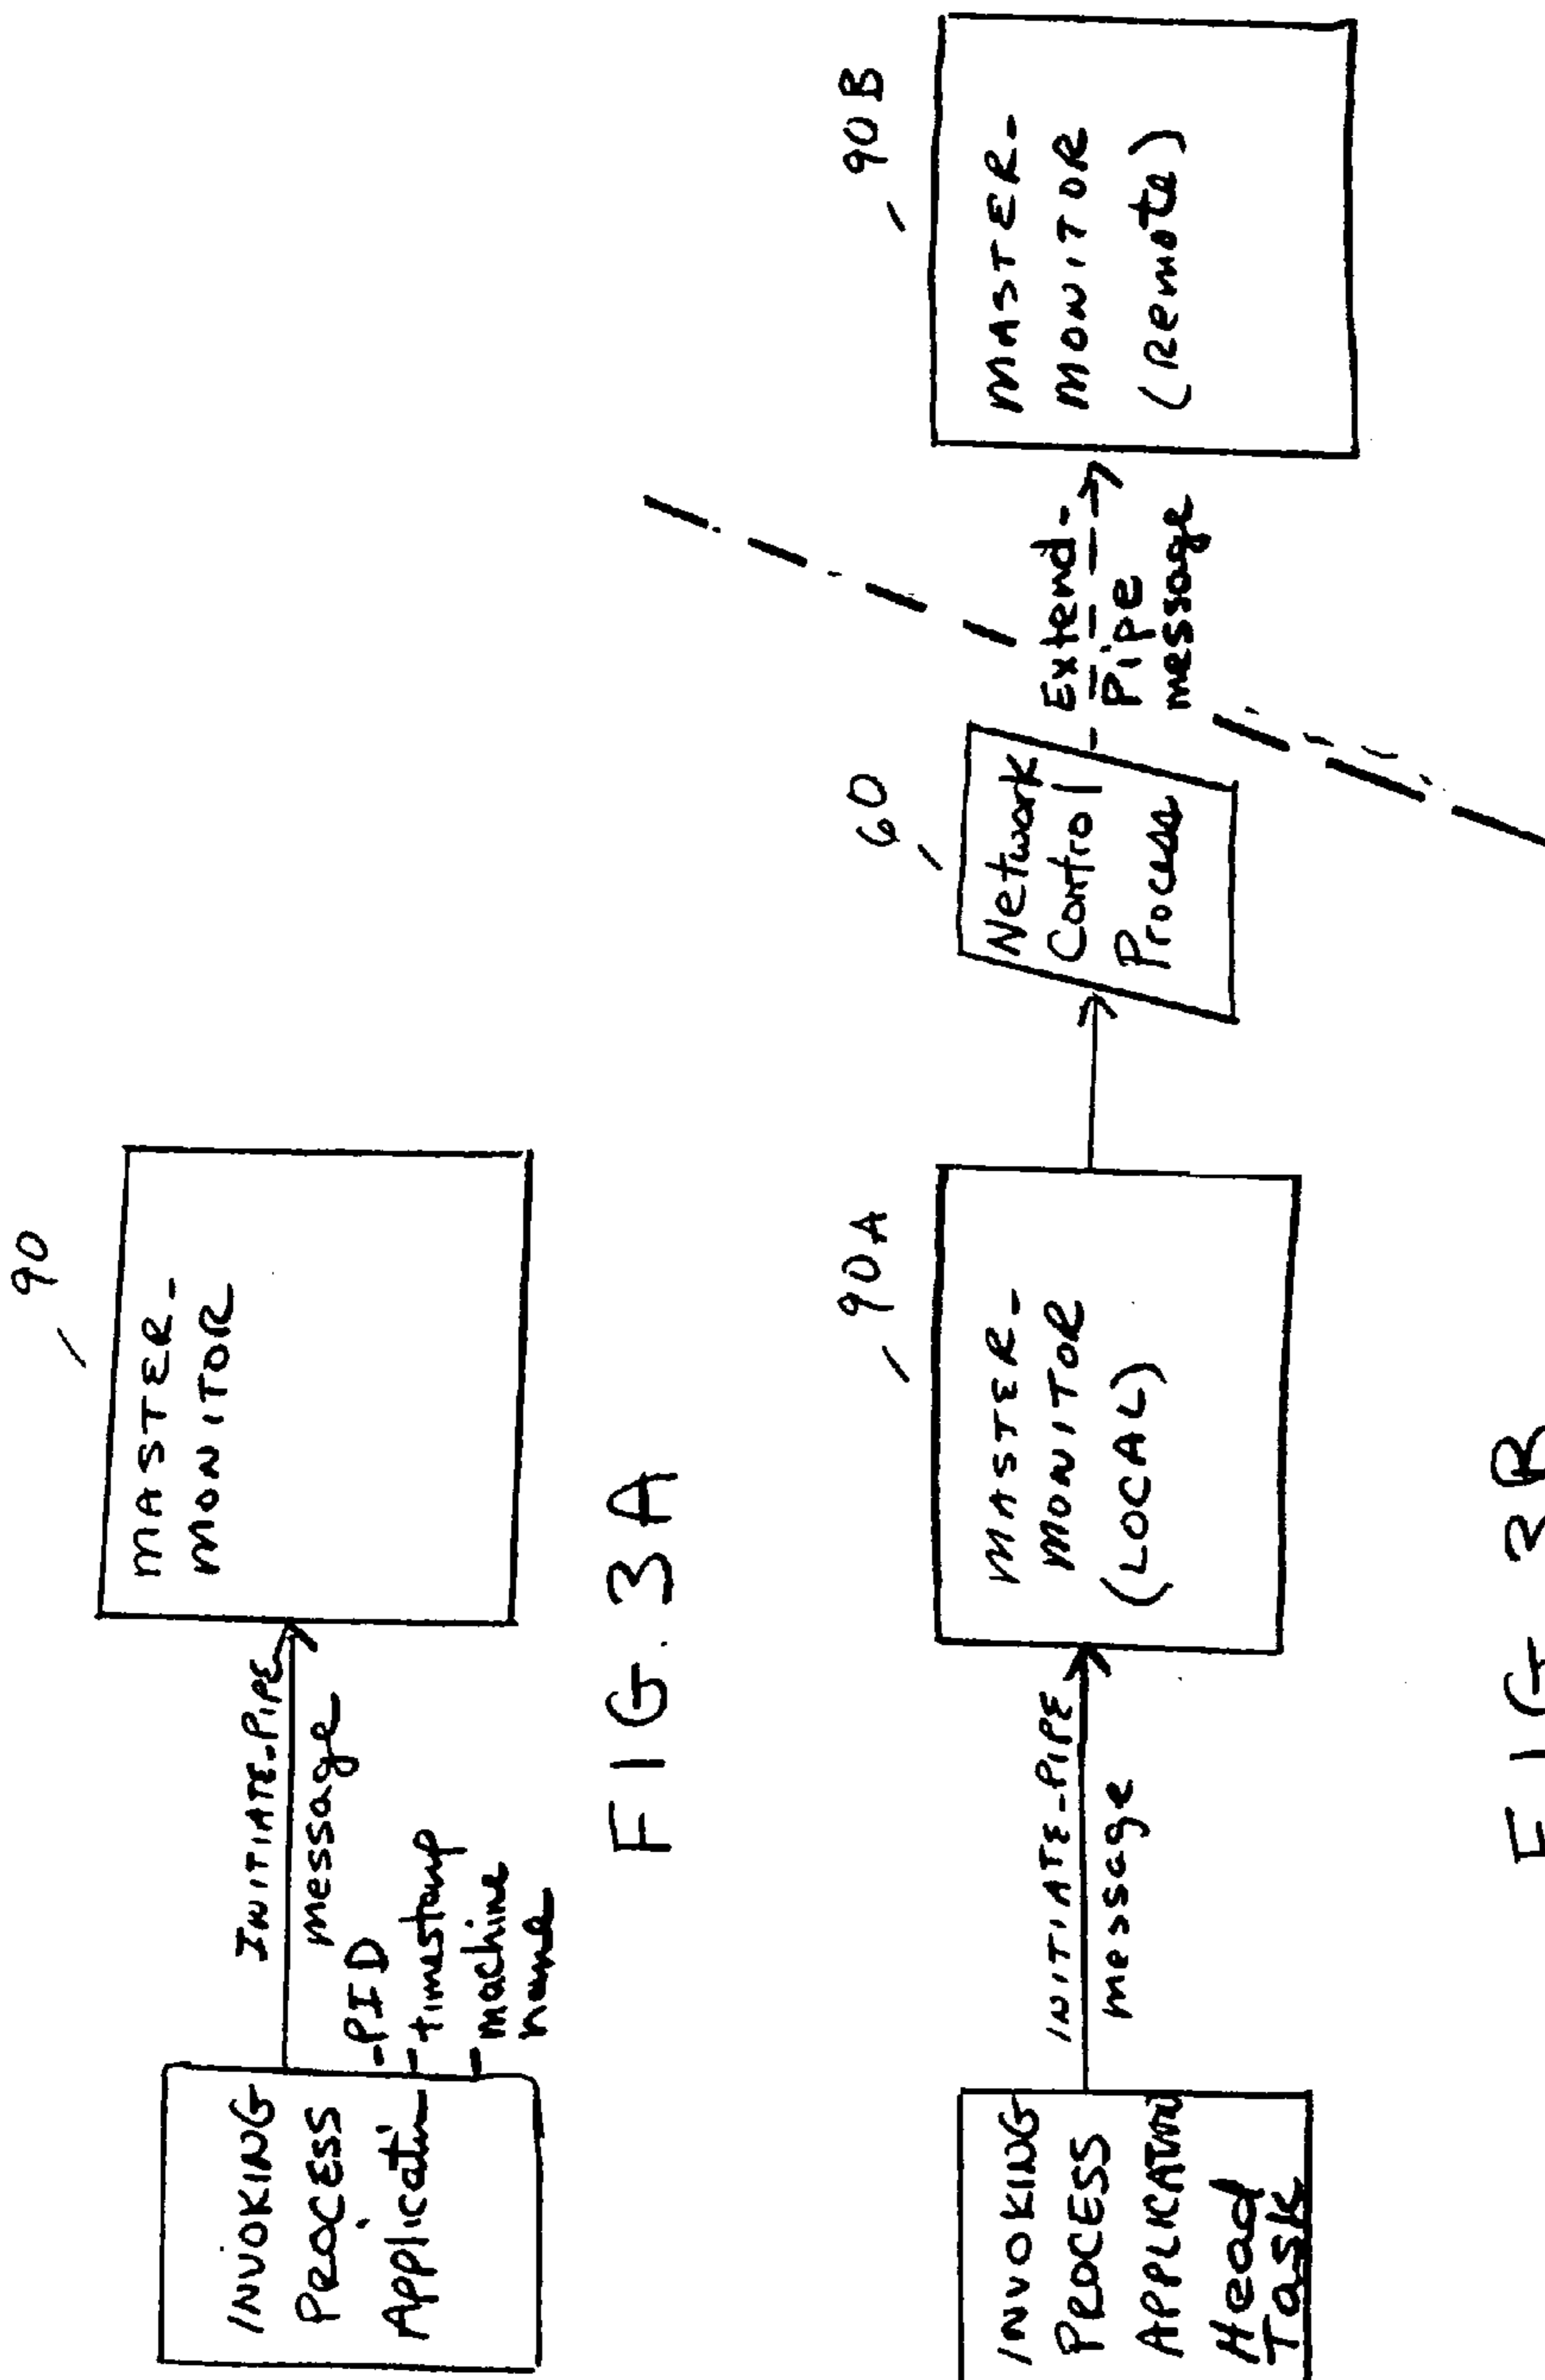 90
MASTER-
MONITOR
INITIATE-PIPE
message
INVOKING
PROCESS
Application
-PID
-timestamp
-machine
name
FIG. 3A
90B
MASTER-
MONITOR
(Remote)
60
Network
Control
Process
Extend-
Pipe
message
90A
MASTER-
MONITOR
(LOCAL)
INITIATE-PIPE
message
INVOKING
PROCESS
APPLICATION
Head
Task
FIG 3B